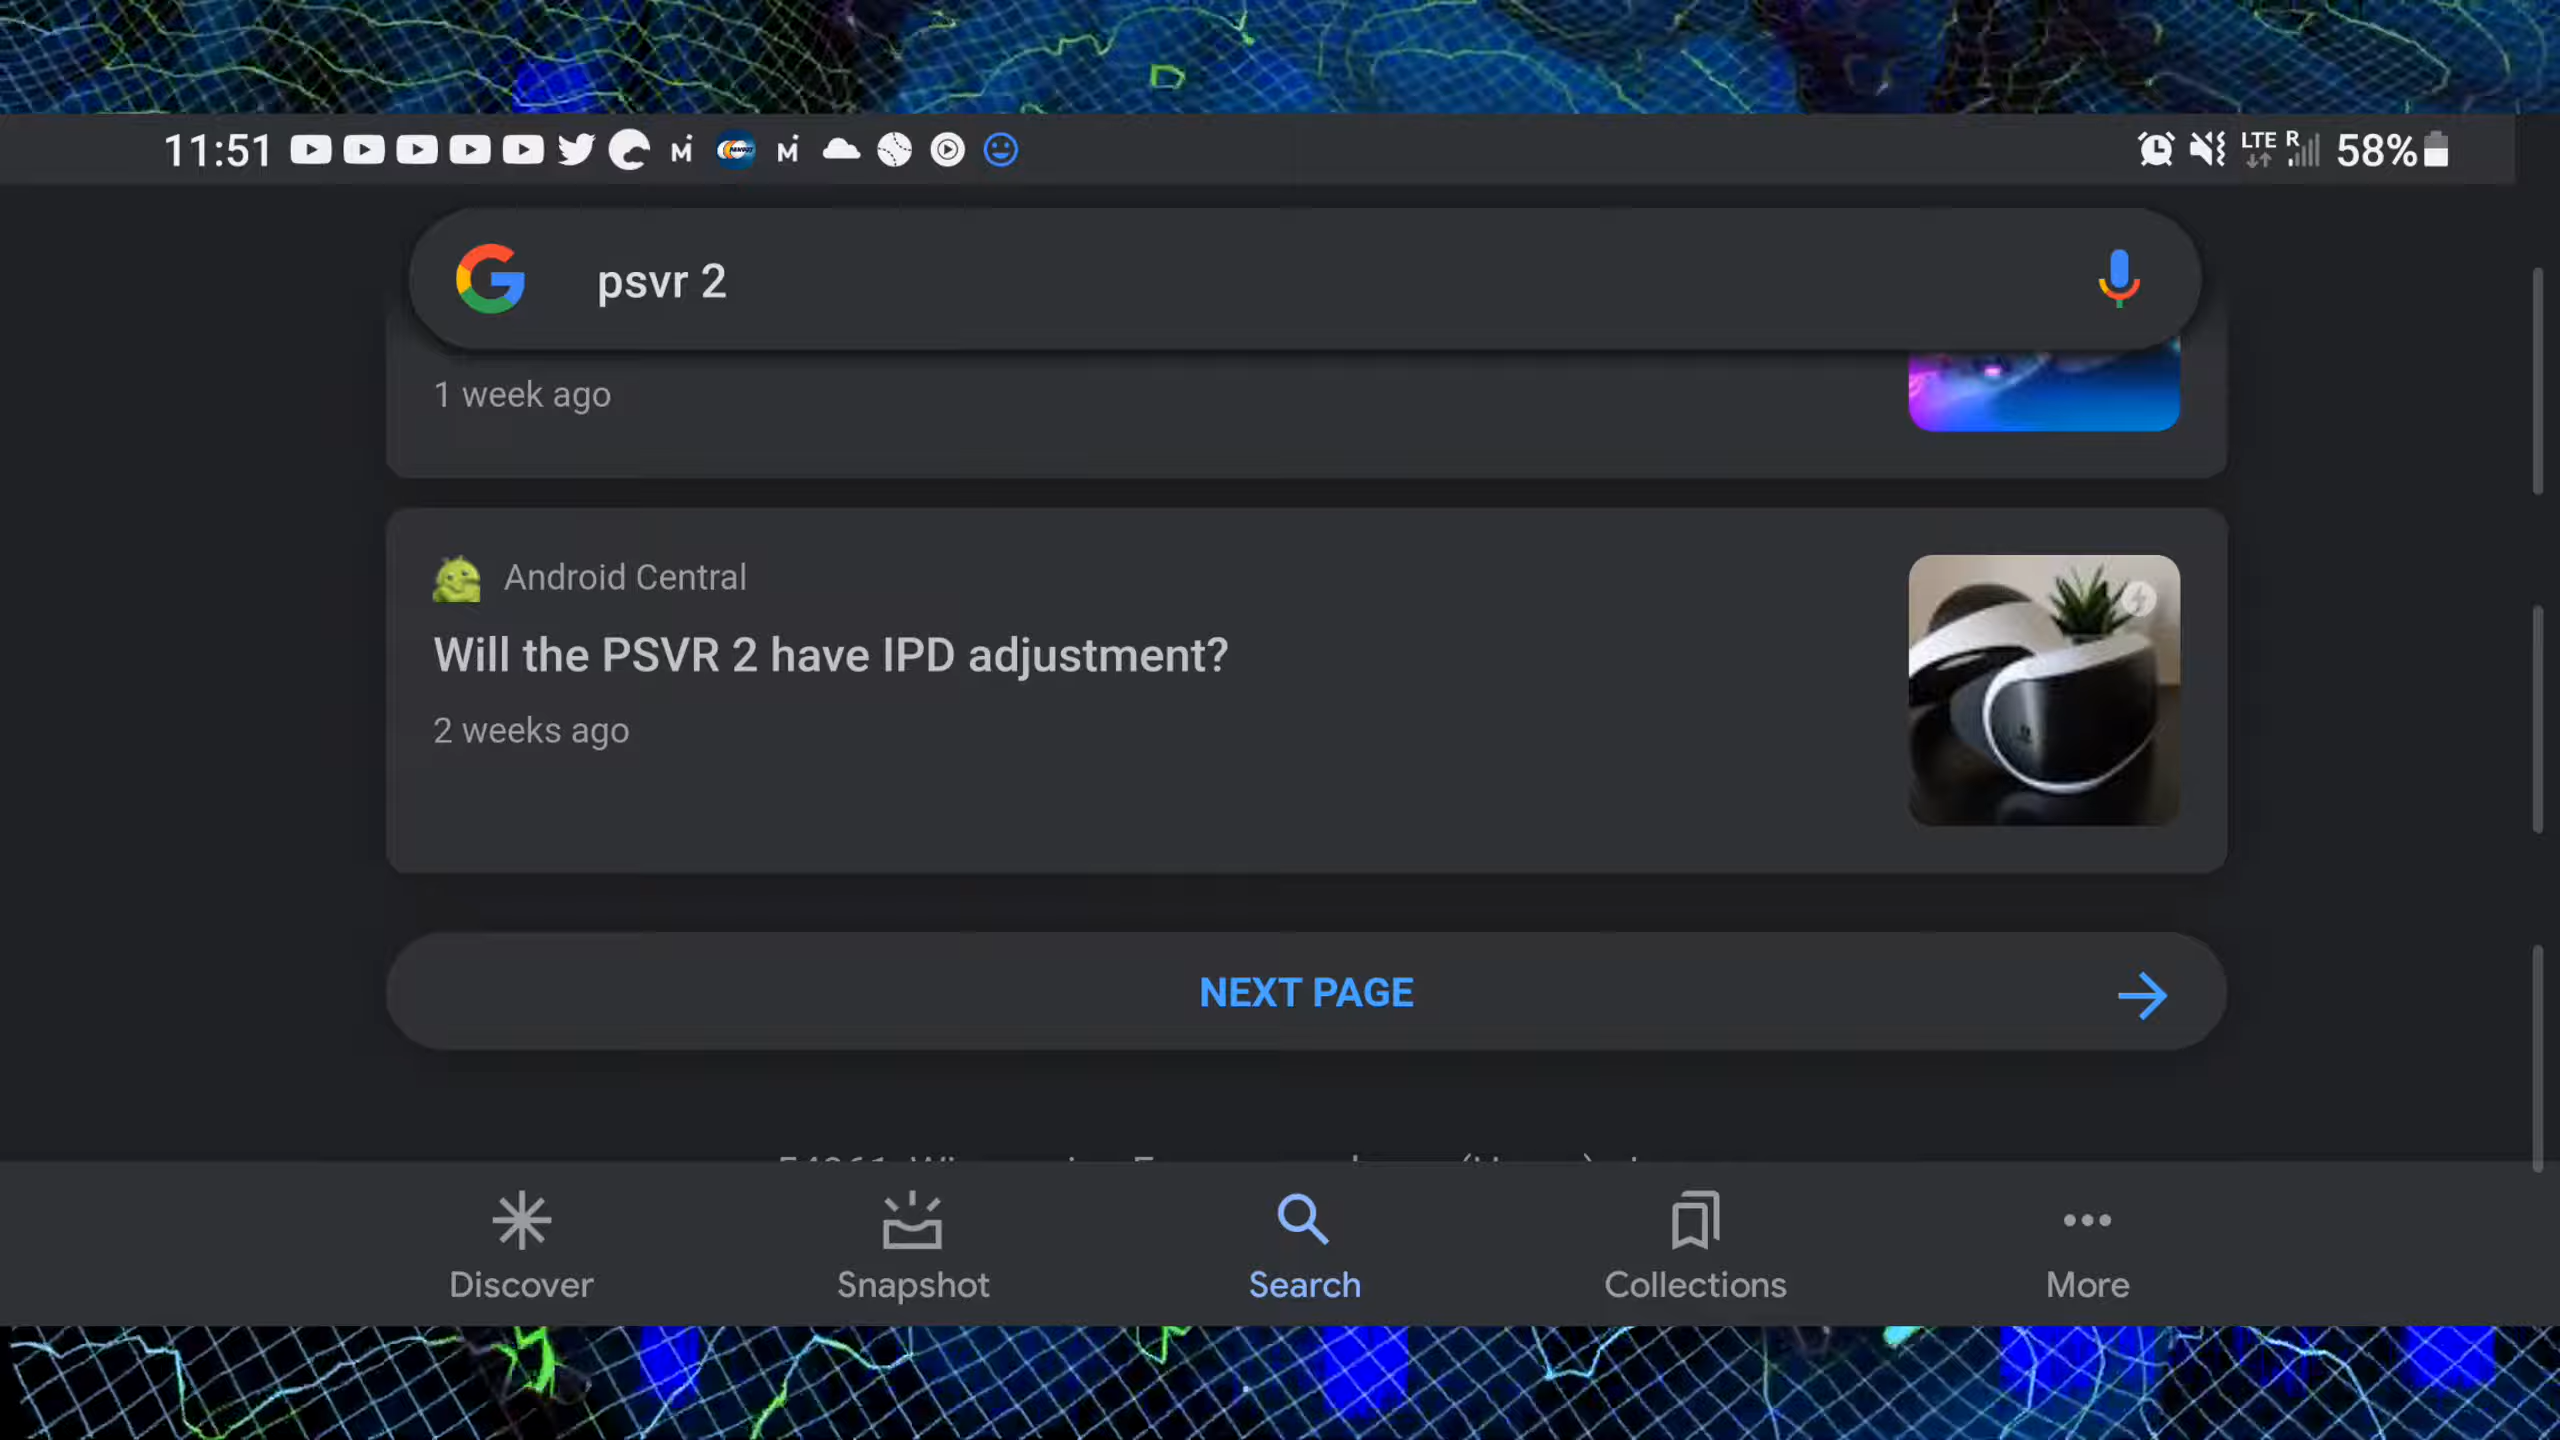 11:51
LTE R 58%
psvr 2
1 week ago
Android Central
Will the PSVR 2 have IPD adjustment?
2 weeks ago
NEXT PAGE
Discover
Snapshot
Search
Collections
More